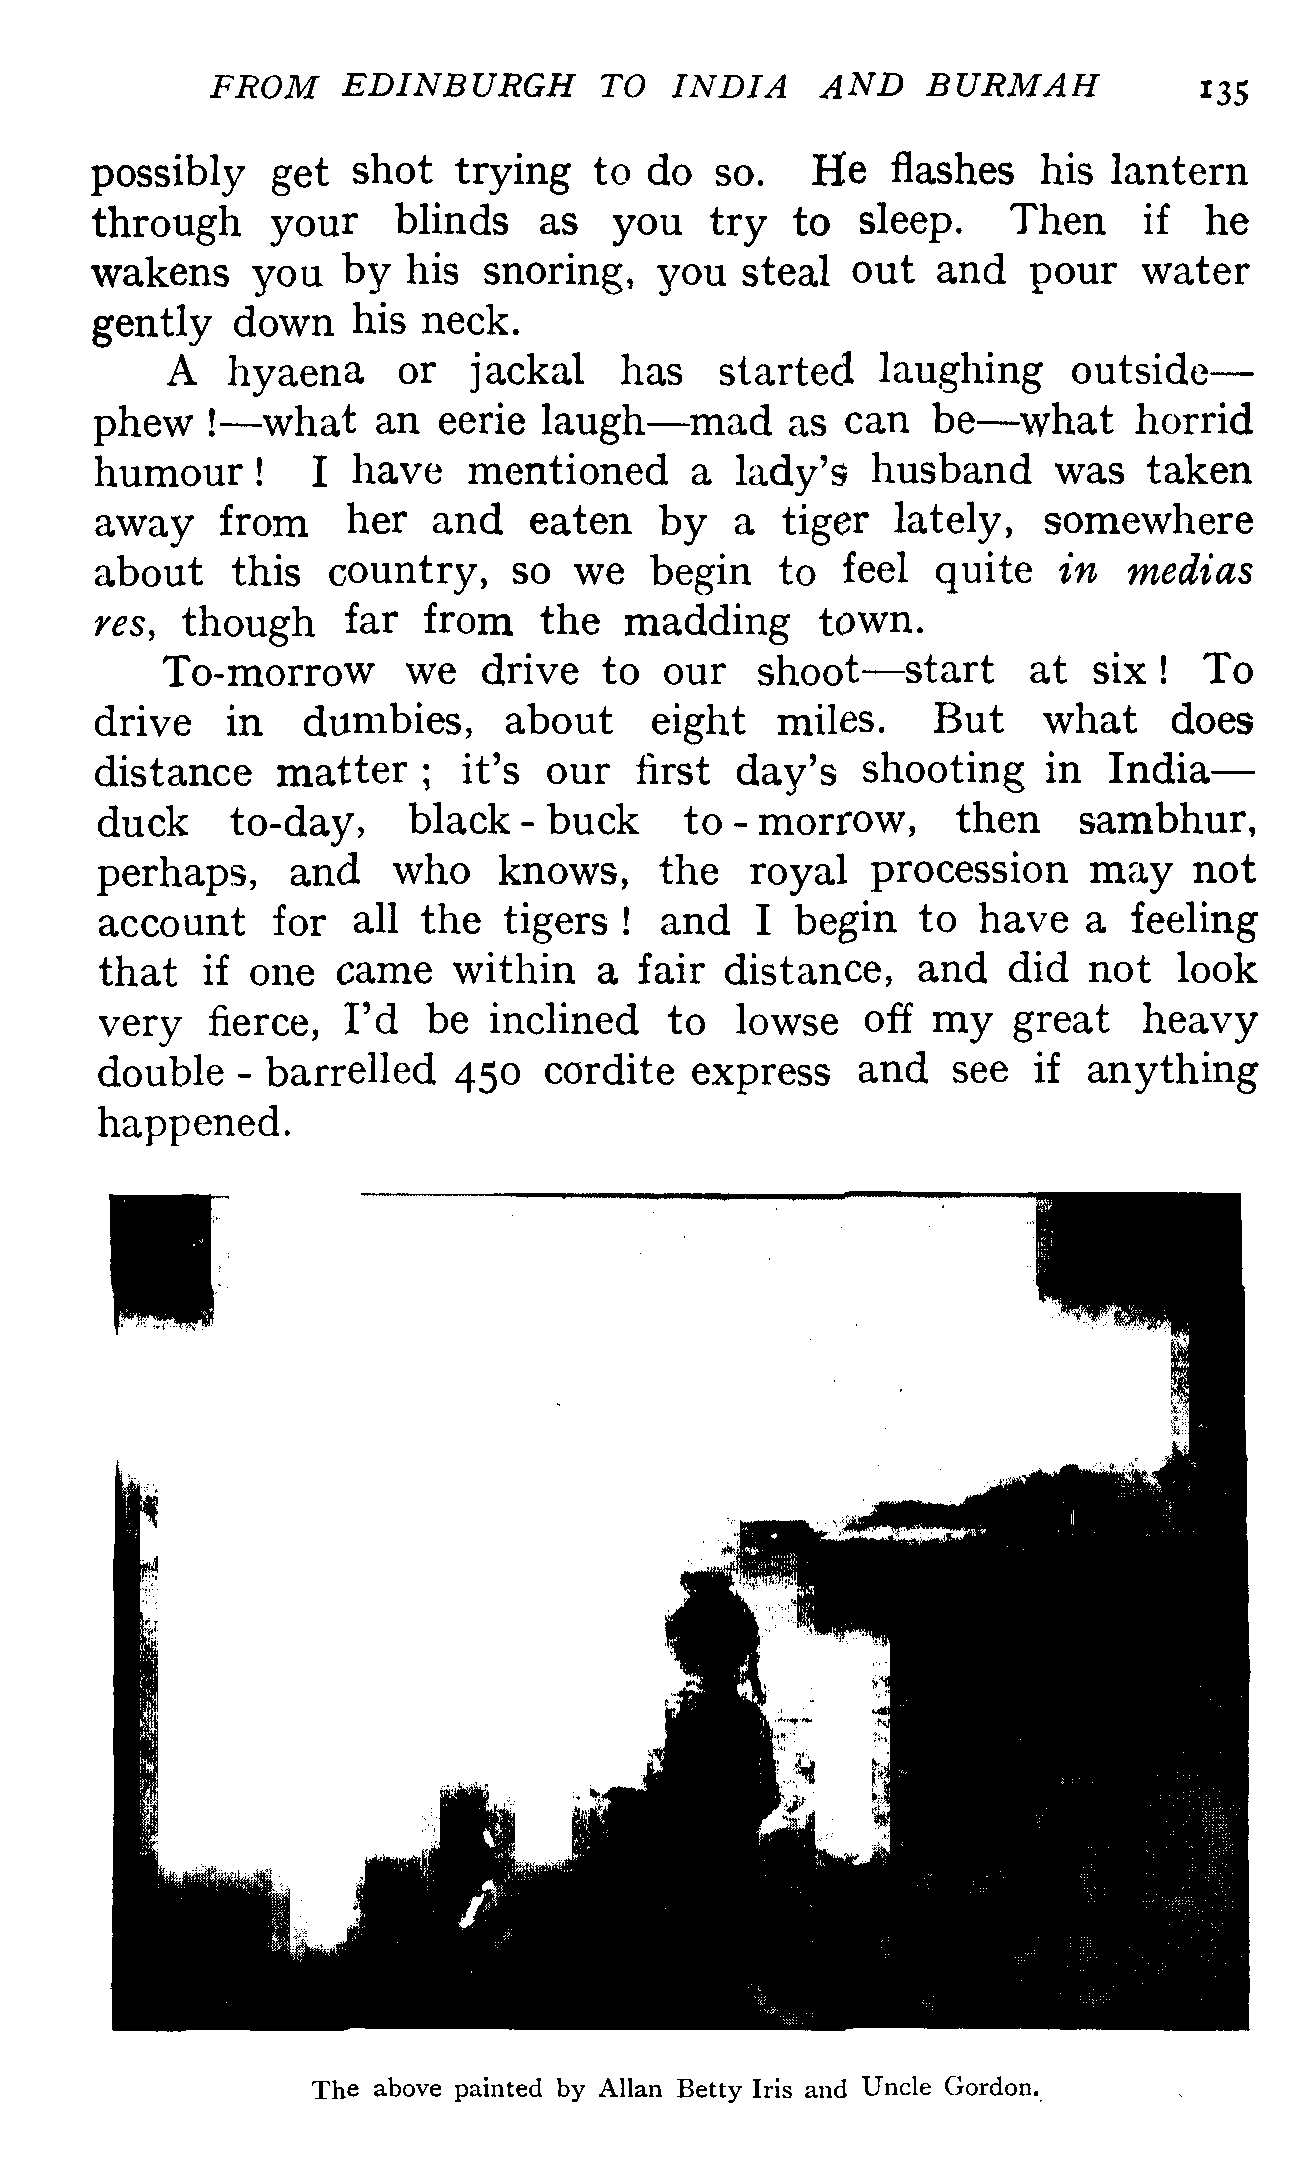 FROM EDINBURGH TO INDIA AND BURMAH 135
possibly get shot trying to do so. He flashes his lantern
through your blinds as you try to sleep. Then if he
wakens you by his snoring, you steal out and pour water
gently down his neck.
A hyaena or jackal has started laughing outside—
phew !—what an eerie laugh—mad as can be—what horrid
humour ! I have mentioned a lady’s husband was taken
away from her and eaten by a tiger lately, somewhere
about this country, so we begin to feel quite in medias
res, though far from the madding town.
To-morrow we drive to our shoot—start at six ! To
drive in dumbies, about eight miles. But what does
distance matter ; it’s our first day’s shooting in India—
duck to-day, black - buck to - morrow, then sambhur,
perhaps, and who knows, the royal procession may not
account for all the tigers ! and I begin to have a feeling
that if one came within a fair distance, and did not look
very fierce, I’d be inclined to lowse off my great heavy
double - barrelled 450 cordite express and see if anything
happened.
The above painted by Allan Betty Iris and Uncle Gordon.